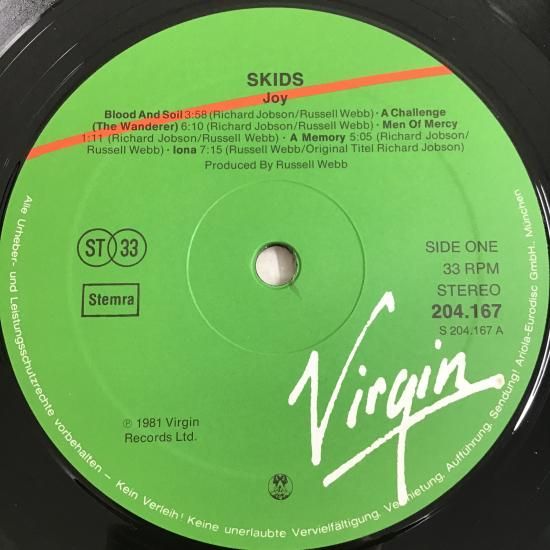 SKIDS
Joy
Blood And Soil 3:58 (Richard Jobson/Russell Webb) · A Challenge
(The Wanderer) 6:10 (Richard Jobson/Russell Webb) · Men Of Mercy
1:11 (Richard Jobson/Russell Webb) · A Memory 5:05 (Richard Jobson/
Russell Webb) · Iona 7:15 (Russell Webb/Original Titel Richard Jobson)
Produced By Russell Webb
ST 33
Stemra
SIDE ONE
33 RPM
STEREO
204.167
S 204.167 A
Virgin
℗ 1981 Virgin
Records Ltd.
Alle Urheber- und Leistungsschutzrechte vorbehalten – Kein Verleih! Keine unerlaubte Vervielfältigung, Vermietung, Aufführung, Sendung! Ariola-Eurodisc GmbH., München